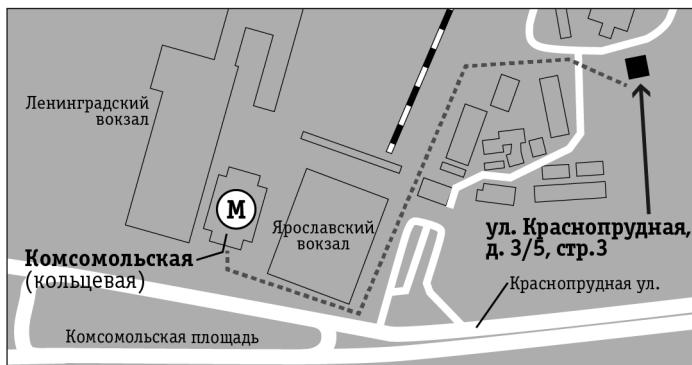 Ленинградский
вокзал
М
Ярославский
вокзал
Комсомольская
(кольцевая)
ул. Краснопрудная,
д. 3/5, стр.3
Краснопрудная ул.
Комсомольская площадь